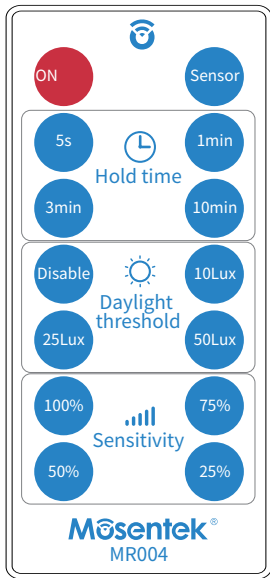 ON Sensor
5s 1min
Hold time
3min 10min
Disable 10Lux
Daylight
threshold
25Lux 50Lux
100% 75%
Sensitivity
50% 25%
Mosentek®
MR004